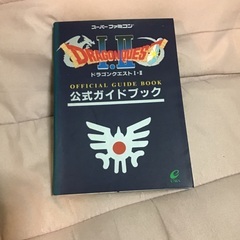 スーパーファミコン
DRAGON QUEST
I・II
ドラゴンクエストI・II
OFFICIAL GUIDE BOOK
公式ガイドブック